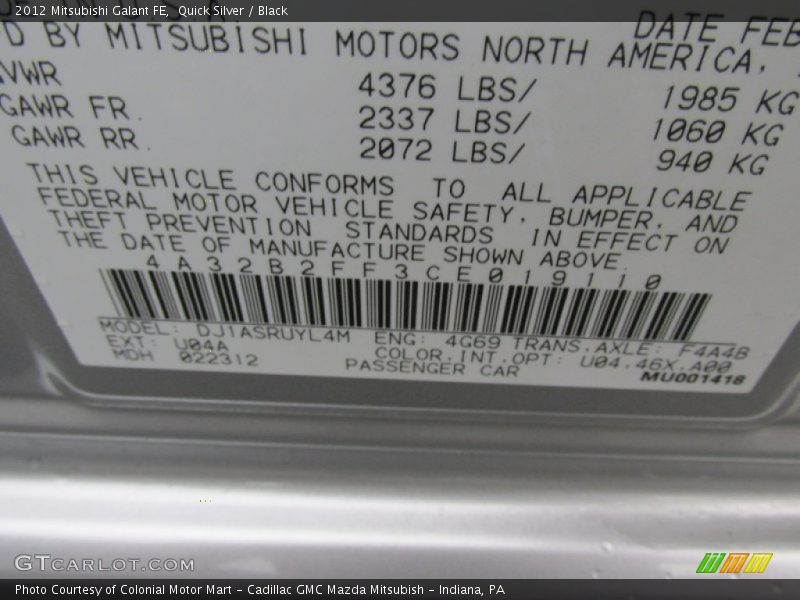 2012 Mitsubishi Galant FE, Quick Silver / Black
DATE FEB
D BY MITSUBISHI MOTORS NORTH AMERICA,
GVWR 4376 LBS/ 1985 KG
GAWR FR. 2337 LBS/ 1060 KG
GAWR RR. 2072 LBS/ 940 KG
THIS VEHICLE CONFORMS TO ALL APPLICABLE
FEDERAL MOTOR VEHICLE SAFETY, BUMPER, AND
THEFT PREVENTION STANDARDS IN EFFECT ON
THE DATE OF MANUFACTURE SHOWN ABOVE.
4A32B2FF3CE019110
MODEL: DJ1ASRUYL4M ENG: 4G69 TRANS.AXLE: F4A4B
EXT: U04A COLOR.INT.OPT: U04.46X.A00
MDH 022312 PASSENGER CAR
MU001418
GTCARLOT.COM
Photo Courtesy of Colonial Motor Mart - Cadillac GMC Mazda Mitsubish - Indiana, PA